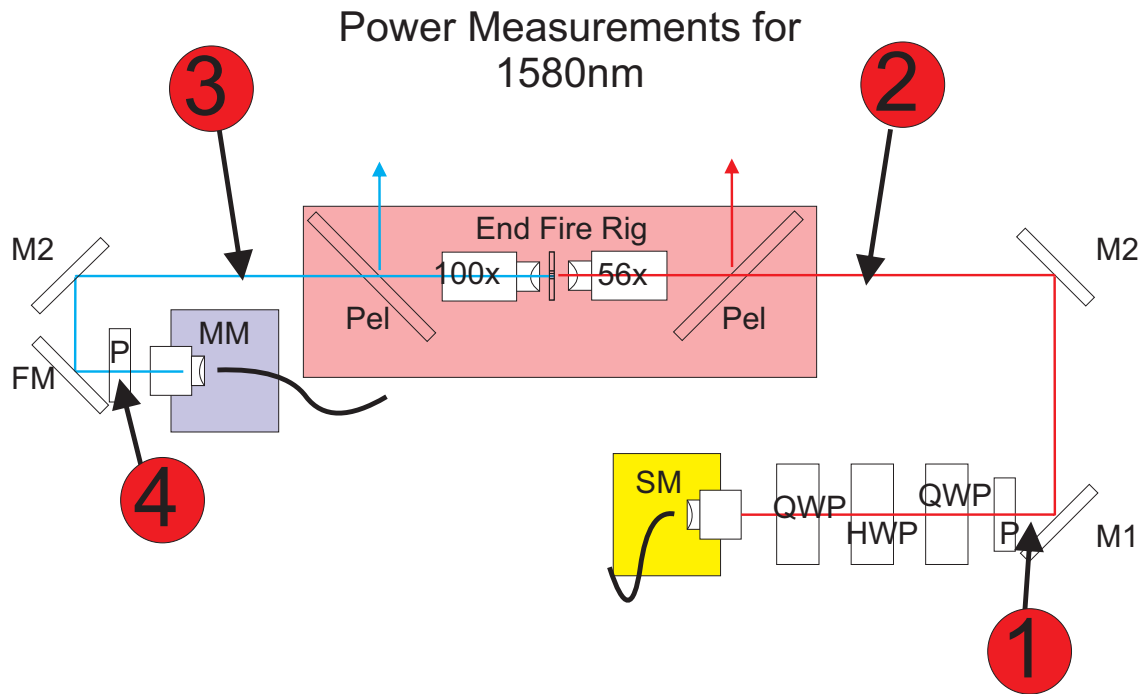 Power Measurements for
1580nm
3
2
M2
End Fire Rig
M2
100x
56x
Pel
Pel
MM
P
FM
4
SM
QWP
HWP
QWP
P
M1
1